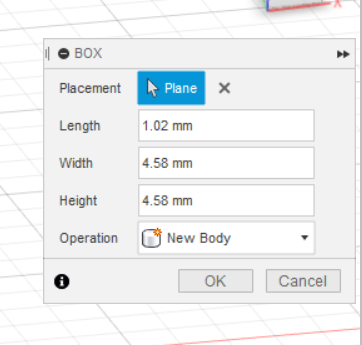 BOX
Placement Plane
Length 1.02 mm
Width 4.58 mm
Height 4.58 mm
Operation New Body
OK Cancel